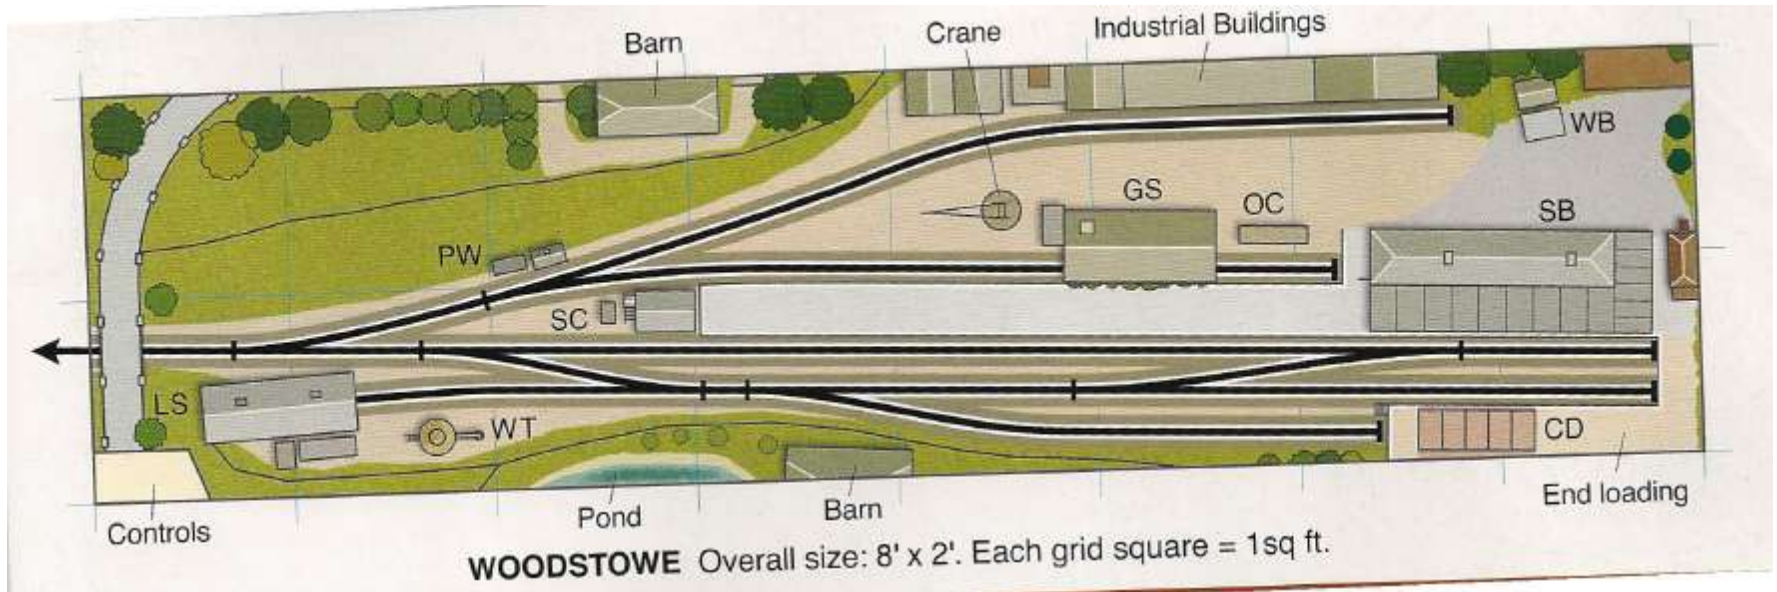 Barn
Crane
Industrial Buildings
WB
GS
OC
SB
PW
SC
LS
WT
CD
Controls
Pond
Barn
End loading
WOODSTOWE Overall size: 8' x 2'. Each grid square = 1sq ft.